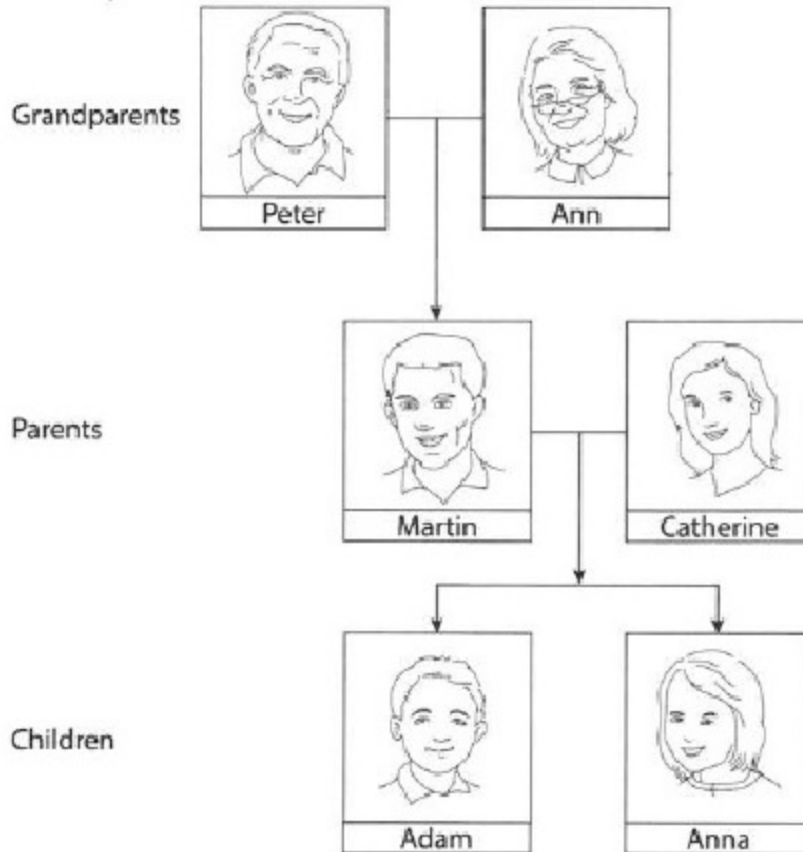 Grandparents
Peter
Ann
Parents
Martin
Catherine
Children
Adam
Anna